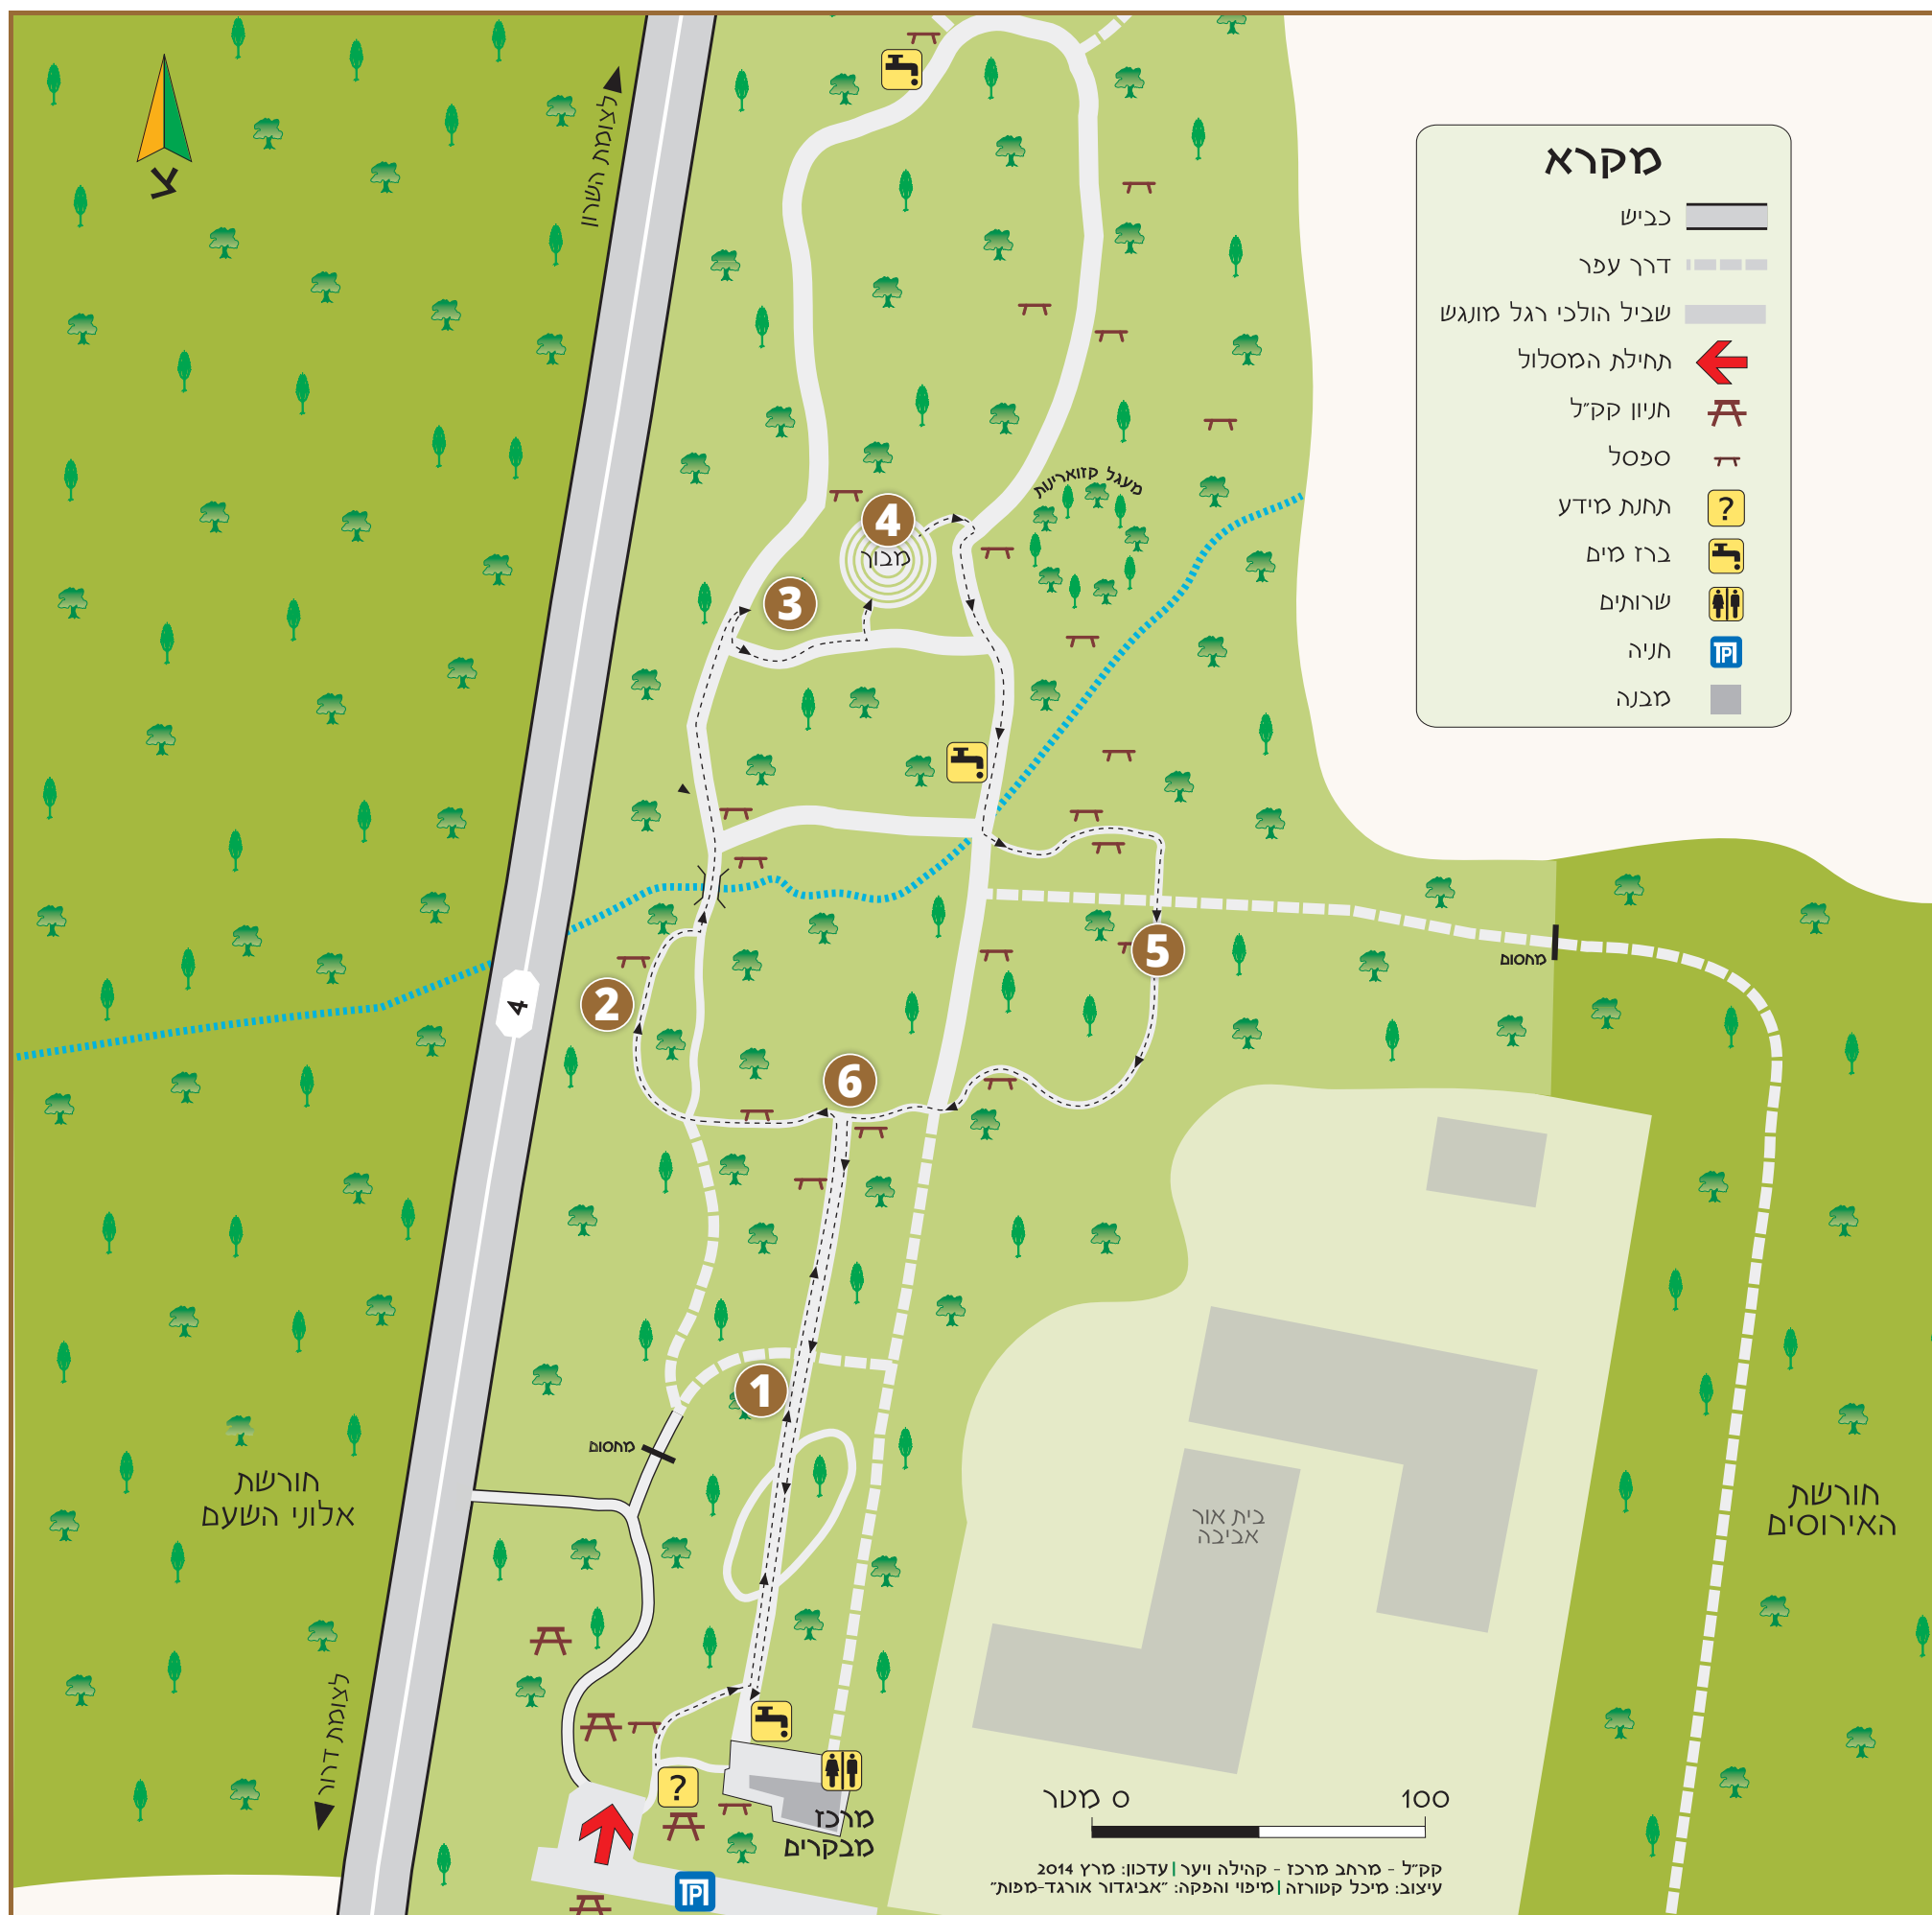 צ
לצומת השרון
מקרא
כביש
דרך עפר
שביל הולכי רגל מונגש
תחילת המסלול
חניון קק"ל
ספסל
? תחנת מידע
ברז מים
שרותים
חניה
מבנה
מעגל קזוארינות
4
מבוך
3
4
2
5
מחסום
6
1
מחסום
חורשת
אלוני השעם
בית אור
אביבה
חורשת
האירוסים
לצומת דרור
?
מרכז
מבקרים
0 מטר
100
קק"ל - מרחב מרכז - קהילה ויער | עדכון: מרץ 2014
עיצוב: מיכל קטורזה | מיפוי והפקה: "אביגדור אורגד-מפות"